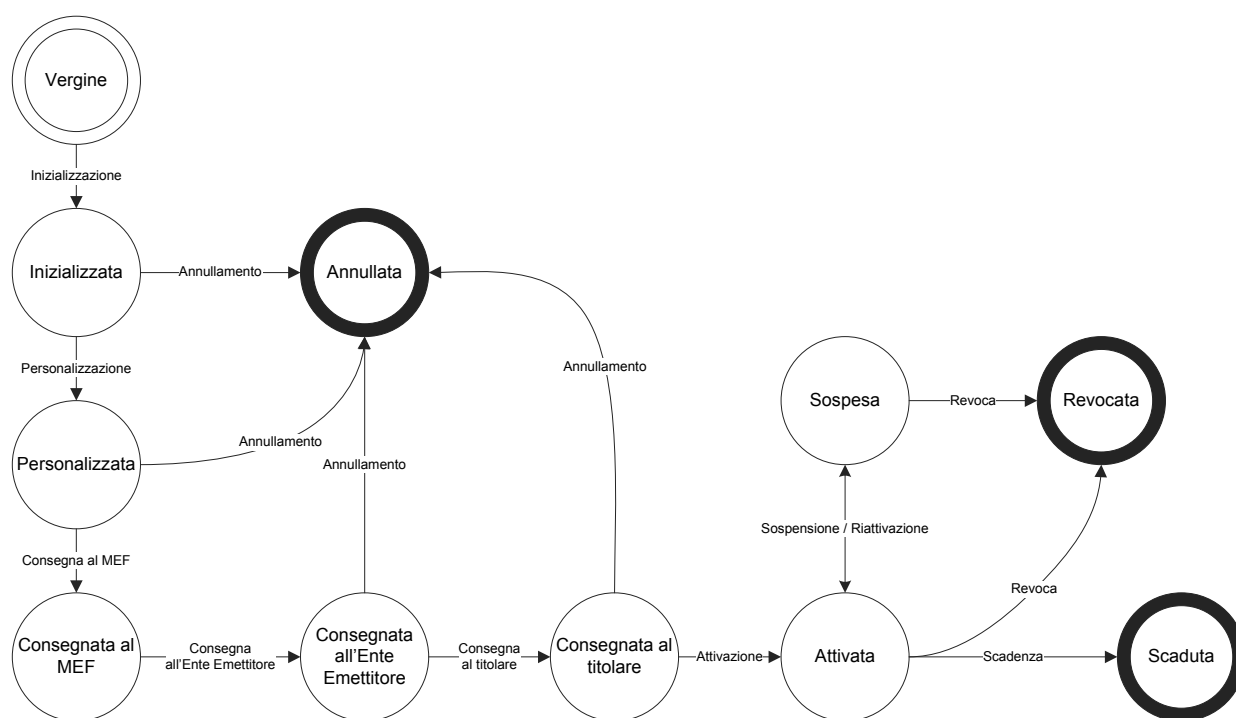 Vergine
Inizializzazione
Inizializzata
Annullamento
Annullata
Personalizzazione
Annullamento
Sospesa
Revoca
Revocata
Personalizzata
Annullamento
Annullamento
Sospensione / Riattivazione
Consegna al MEF
Revoca
Consegnata al
MEF
Consegna
all'Ente Emettitore
Consegnata
all'Ente
Emettitore
Consegna
al titolare
Consegnata al
titolare
Attivazione
Attivata
Scadenza
Scaduta